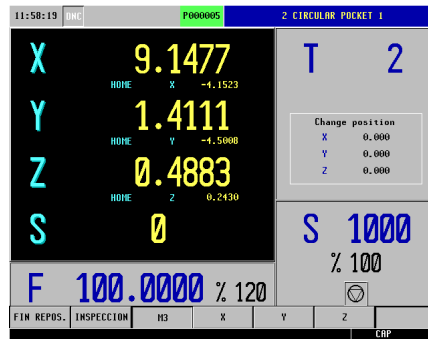 11:58:19 DNC P000005 2 CIRCULAR POCKET 1
X 9.1477
HOME X -4.1523
Y 1.4111
HOME Y -4.5008
Z 0.4883
HOME Z 0.2430
S 0
T 2
Change position
X 0.000
Y 0.000
Z 0.000
F 100.0000 % 120
S 1000
% 100
FIN REPOS. INSPECCION M3 X Y Z
CAP